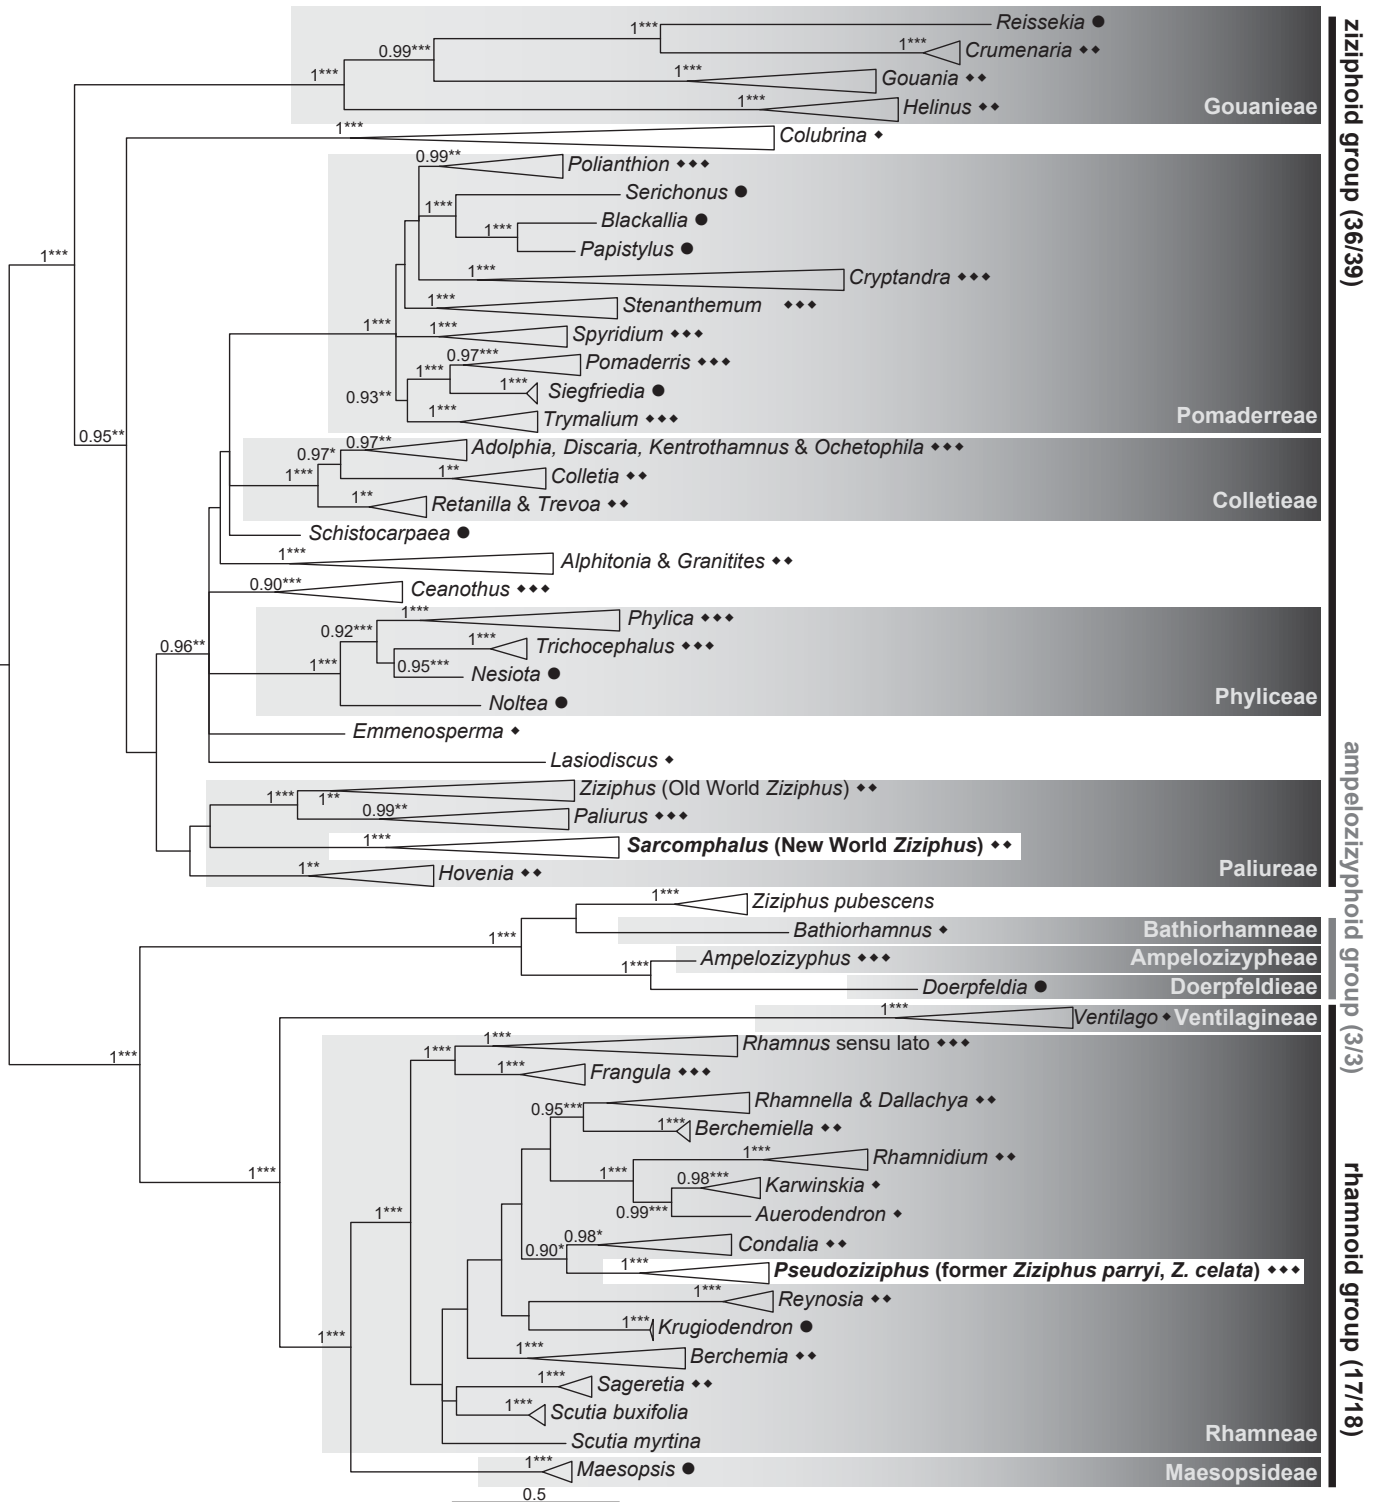 1*** Reissekia ●
1*** Crumenaria ◆◆
0.99***
1*** Gouania ◆◆
1***
1*** Helinus ◆◆
Gouanieae
1*** Colubrina ◆
0.99** Polianthion ◆◆◆
Serichonus ●
1***
Blackallia ●
1***
Papistylus ●
1*** Cryptandra ◆◆◆
1*** Stenanthemum ◆◆◆
1***
1*** Spyridium ◆◆◆
0.97*** Pomaderris ◆◆◆
1***
1*** Siegfriedia ●
0.93**
1*** Trymalium ◆◆◆
Pomaderreae
1***
0.95**
0.97** Adolphia, Discaria, Kentrothamnus & Ochetophila ◆◆◆
0.97*
1** Colletia ◆◆
1***
1** Retanilla & Trevoa ◆◆
Colletieae
Schistocarpaea ●
1*** Alphitonia & Granitites ◆◆
0.90*** Ceanothus ◆◆◆
1*** Phylica ◆◆◆
0.92***
1*** Trichocephalus ◆◆◆
0.96**
1***
0.95***
Nesiota ●
Noltea ●
Phyliceae
Emmenosperma ◆
Lasiodiscus ◆
Ziziphus (Old World Ziziphus) ◆◆
1*** 1**
0.99** Paliurus ◆◆◆
1*** Sarcomphalus (New World Ziziphus) ◆◆
1** Hovenia ◆◆
Paliureae
ziziphoid group (36/39)
1*** Ziziphus pubescens
1***
Bathiorhamnus ◆ Bathiorhamneae
1*** Ampelozizyphus ◆◆◆ Ampelozizypheae
Doerpfeldia ● Doerpfeldieae
ampelozizyphoid group (3/3)
1*** Ventilago ◆ Ventilagineae
1***
1*** Rhamnus sensu lato ◆◆◆
1***
1*** Frangula ◆◆◆
Rhamnella & Dallachya ◆◆
0.95***
1*** Berchemiella ◆◆
1*** Rhamnidium ◆◆
1***
1***
0.98*** Karwinskia ◆
0.99*** Auerodendron ◆
1***
0.98* Condalia ◆◆
0.90*
1*** Pseudoziziphus (former Ziziphus parryi, Z. celata) ◆◆◆
1*** Reynosia ◆◆
1*** Krugiodendron ●
1***
1*** Berchemia ◆◆
1*** Sageretia ◆◆
1*** Scutia buxifolia
Scutia myrtina
Rhamneae
1*** Maesopsis ● Maesopsideae
rhamnoid group (17/18)
0.5